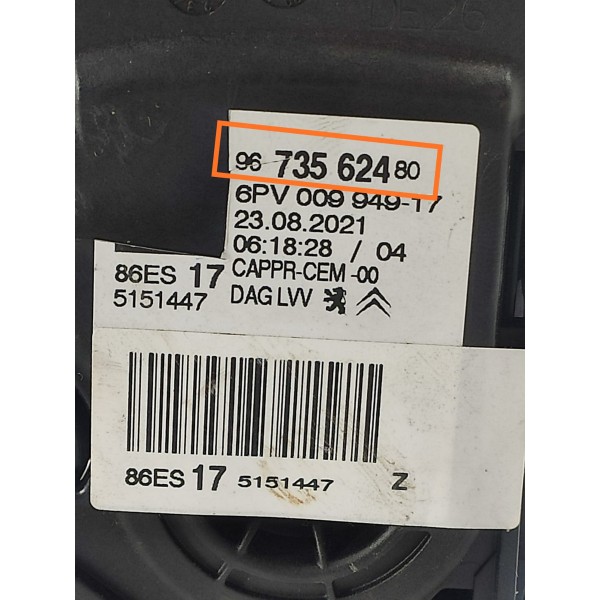 96 735 624 80
6PV 009 949-17
23.08.2021
06:18:28 / 04
CAPPR-CEM-00
DAG LVV
86ES 17
5151447
86ES 17 5151447 Z